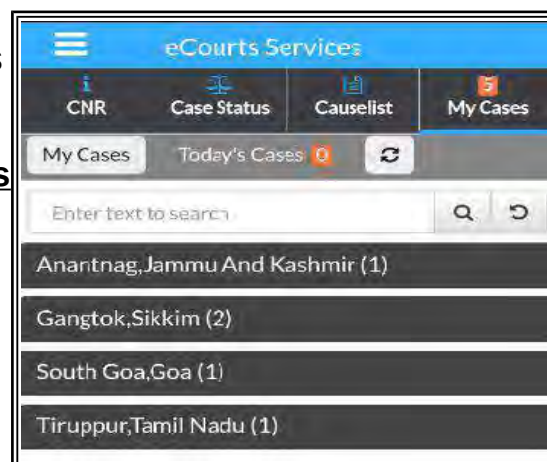 s
s
eCourts Services
CNR Case Status Causelist 5 My Cases
My Cases Today's Cases 0
Enter text to search
Anantnag,Jammu And Kashmir (1)
Gangtok,Sikkim (2)
South Goa,Goa (1)
Tiruppur,Tamil Nadu (1)